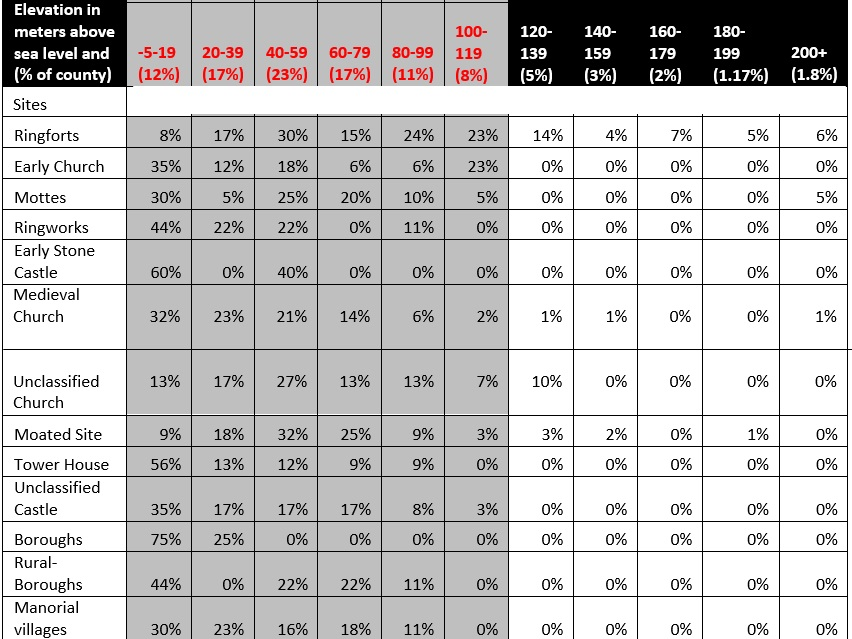 Elevation in meters above sea level and (% of county) -5-19 (12%) 20-39 (17%) 40-59 (23%) 60-79 (17%) 80-99 (11%) 100-119 (8%) 120-139 (5%) 140-159 (3%) 160-179 (2%) 180-199 (1.17%) 200+ (1.8%)
Sites
Ringforts 8% 17% 30% 15% 24% 23% 14% 4% 7% 5% 6%
Early Church 35% 12% 18% 6% 6% 23% 0% 0% 0% 0% 0%
Mottes 30% 5% 25% 20% 10% 5% 0% 0% 0% 0% 5%
Ringworks 44% 22% 22% 0% 11% 0% 0% 0% 0% 0% 0%
Early Stone Castle 60% 0% 40% 0% 0% 0% 0% 0% 0% 0% 0%
Medieval Church 32% 23% 21% 14% 6% 2% 1% 1% 0% 0% 1%
Unclassified Church 13% 17% 27% 13% 13% 7% 10% 0% 0% 0% 0%
Moated Site 9% 18% 32% 25% 9% 3% 3% 2% 0% 1% 0%
Tower House 56% 13% 12% 9% 9% 0% 0% 0% 0% 0% 0%
Unclassified Castle 35% 17% 17% 17% 8% 3% 0% 0% 0% 0% 0%
Boroughs 75% 25% 0% 0% 0% 0% 0% 0% 0% 0% 0%
Rural-Boroughs 44% 0% 22% 22% 11% 0% 0% 0% 0% 0% 0%
Manorial villages 30% 23% 16% 18% 11% 0% 0% 0% 0% 0% 0%